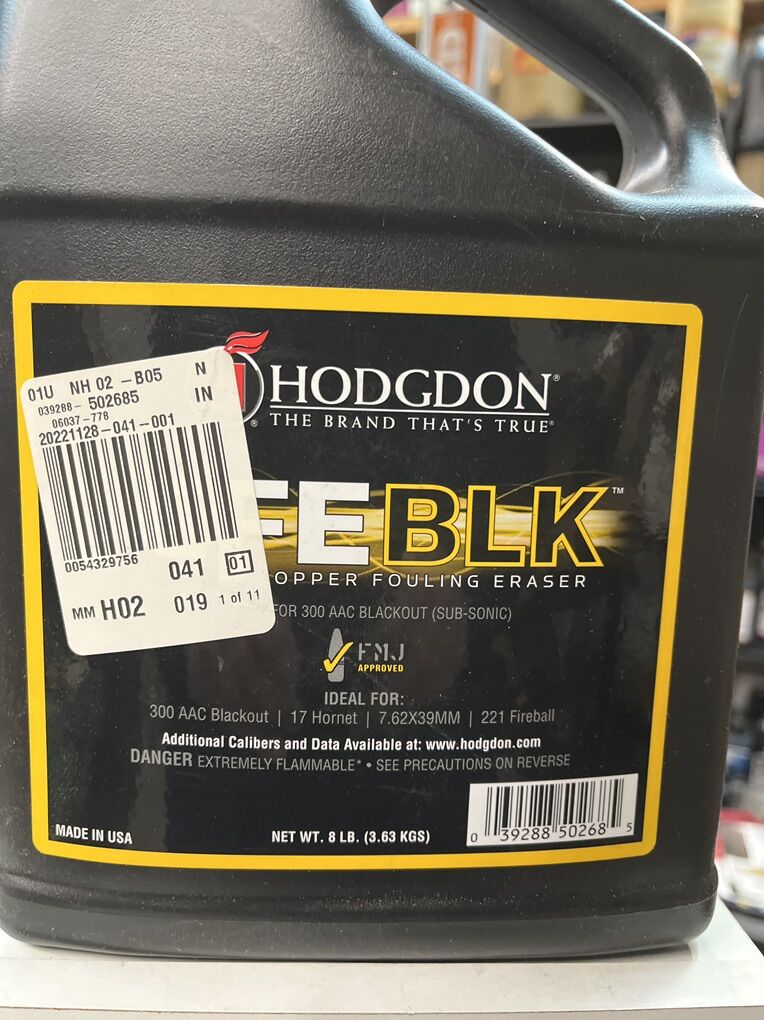 HODGDON®
THE BRAND THAT'S TRUE®
01U NH 02 -B05 N
039288- 502685 IN
06037-778
20221128-041-001
0054329756
041 01
MM H02 019 1 of 11
FEBLK™
OPPER FOULING ERASER
FOR 300 AAC BLACKOUT (SUB-SONIC)
FMJ
APPROVED
IDEAL FOR:
300 AAC Blackout | 17 Hornet | 7.62X39MM | 221 Fireball
Additional Calibers and Data Available at: www.hodgdon.com
DANGER EXTREMELY FLAMMABLE* • SEE PRECAUTIONS ON REVERSE
MADE IN USA
NET WT. 8 LB. (3.63 KGS)
0 39288 50268 5